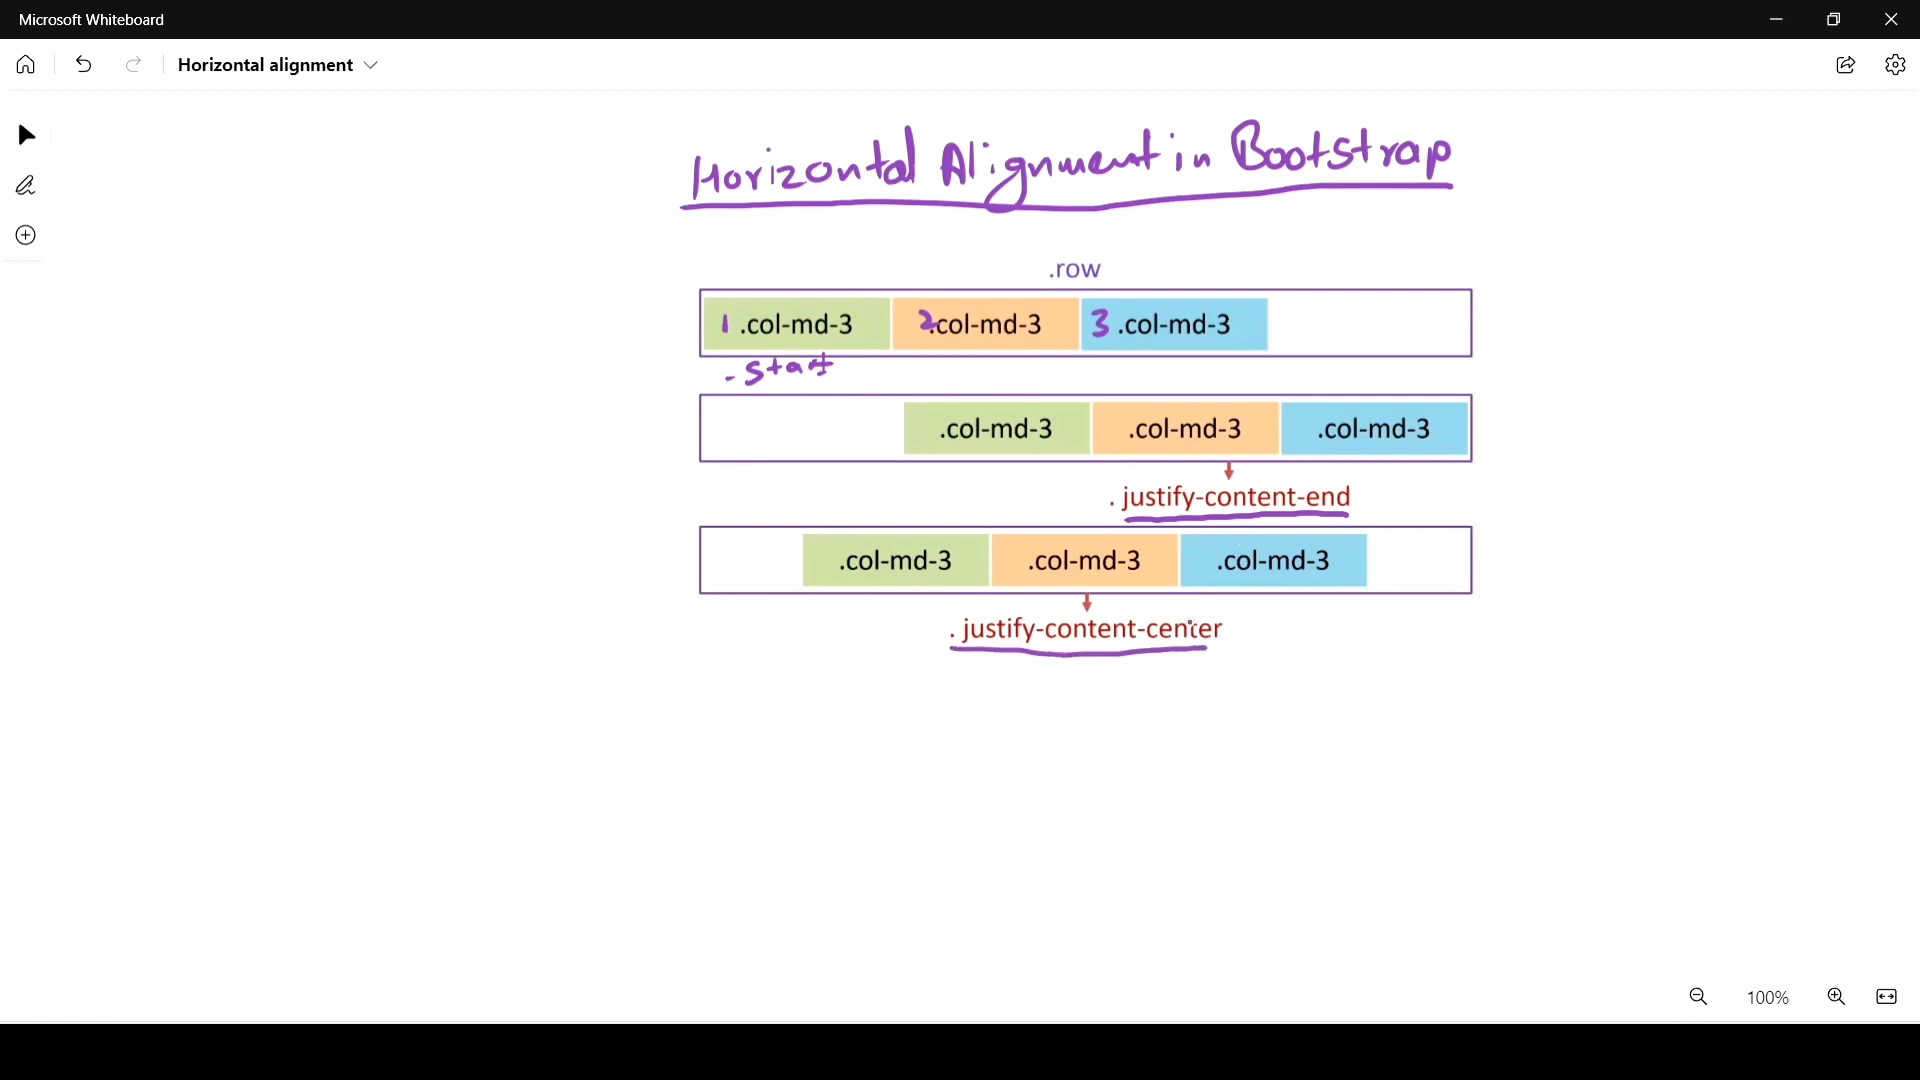 Microsoft Whiteboard
Horizontal alignment
Horizontal Alignment in Bootstrap
.row
1 .col-md-3 2 .col-md-3 3 .col-md-3
- start
.col-md-3 .col-md-3 .col-md-3
. justify-content-end
.col-md-3 .col-md-3 .col-md-3
. justify-content-center
100%